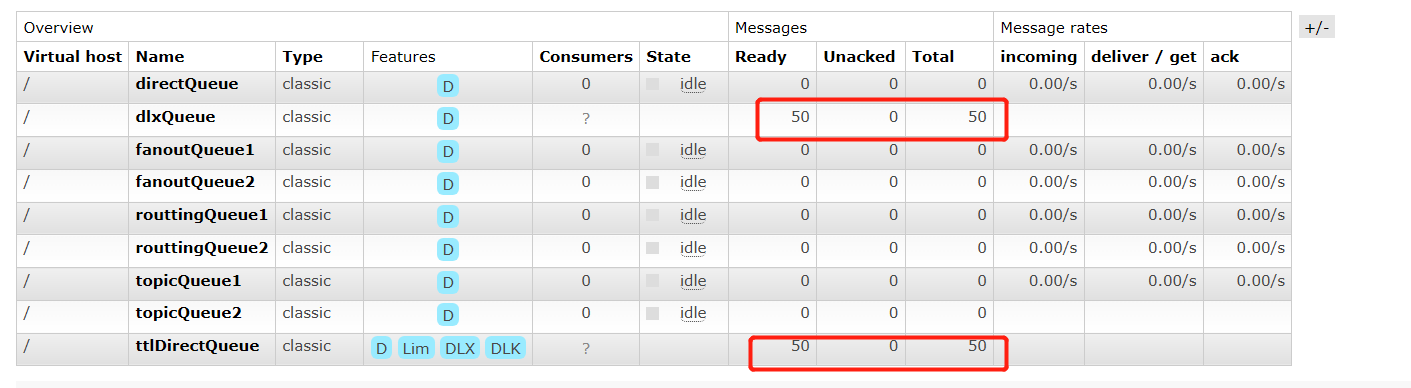 Overview Messages Message rates +/-
Virtual host Name Type Features Consumers State Ready Unacked Total incoming deliver / get ack
/ directQueue classic D 0 idle 0 0 0 0.00/s 0.00/s 0.00/s
/ dlxQueue classic D ? 50 0 50
/ fanoutQueue1 classic D 0 idle 0 0 0 0.00/s 0.00/s 0.00/s
/ fanoutQueue2 classic D 0 idle 0 0 0 0.00/s 0.00/s 0.00/s
/ routtingQueue1 classic D 0 idle 0 0 0 0.00/s 0.00/s 0.00/s
/ routtingQueue2 classic D 0 idle 0 0 0 0.00/s 0.00/s 0.00/s
/ topicQueue1 classic D 0 idle 0 0 0 0.00/s 0.00/s 0.00/s
/ topicQueue2 classic D 0 idle 0 0 0
/ ttlDirectQueue classic D Lim DLX DLK ? 50 0 50